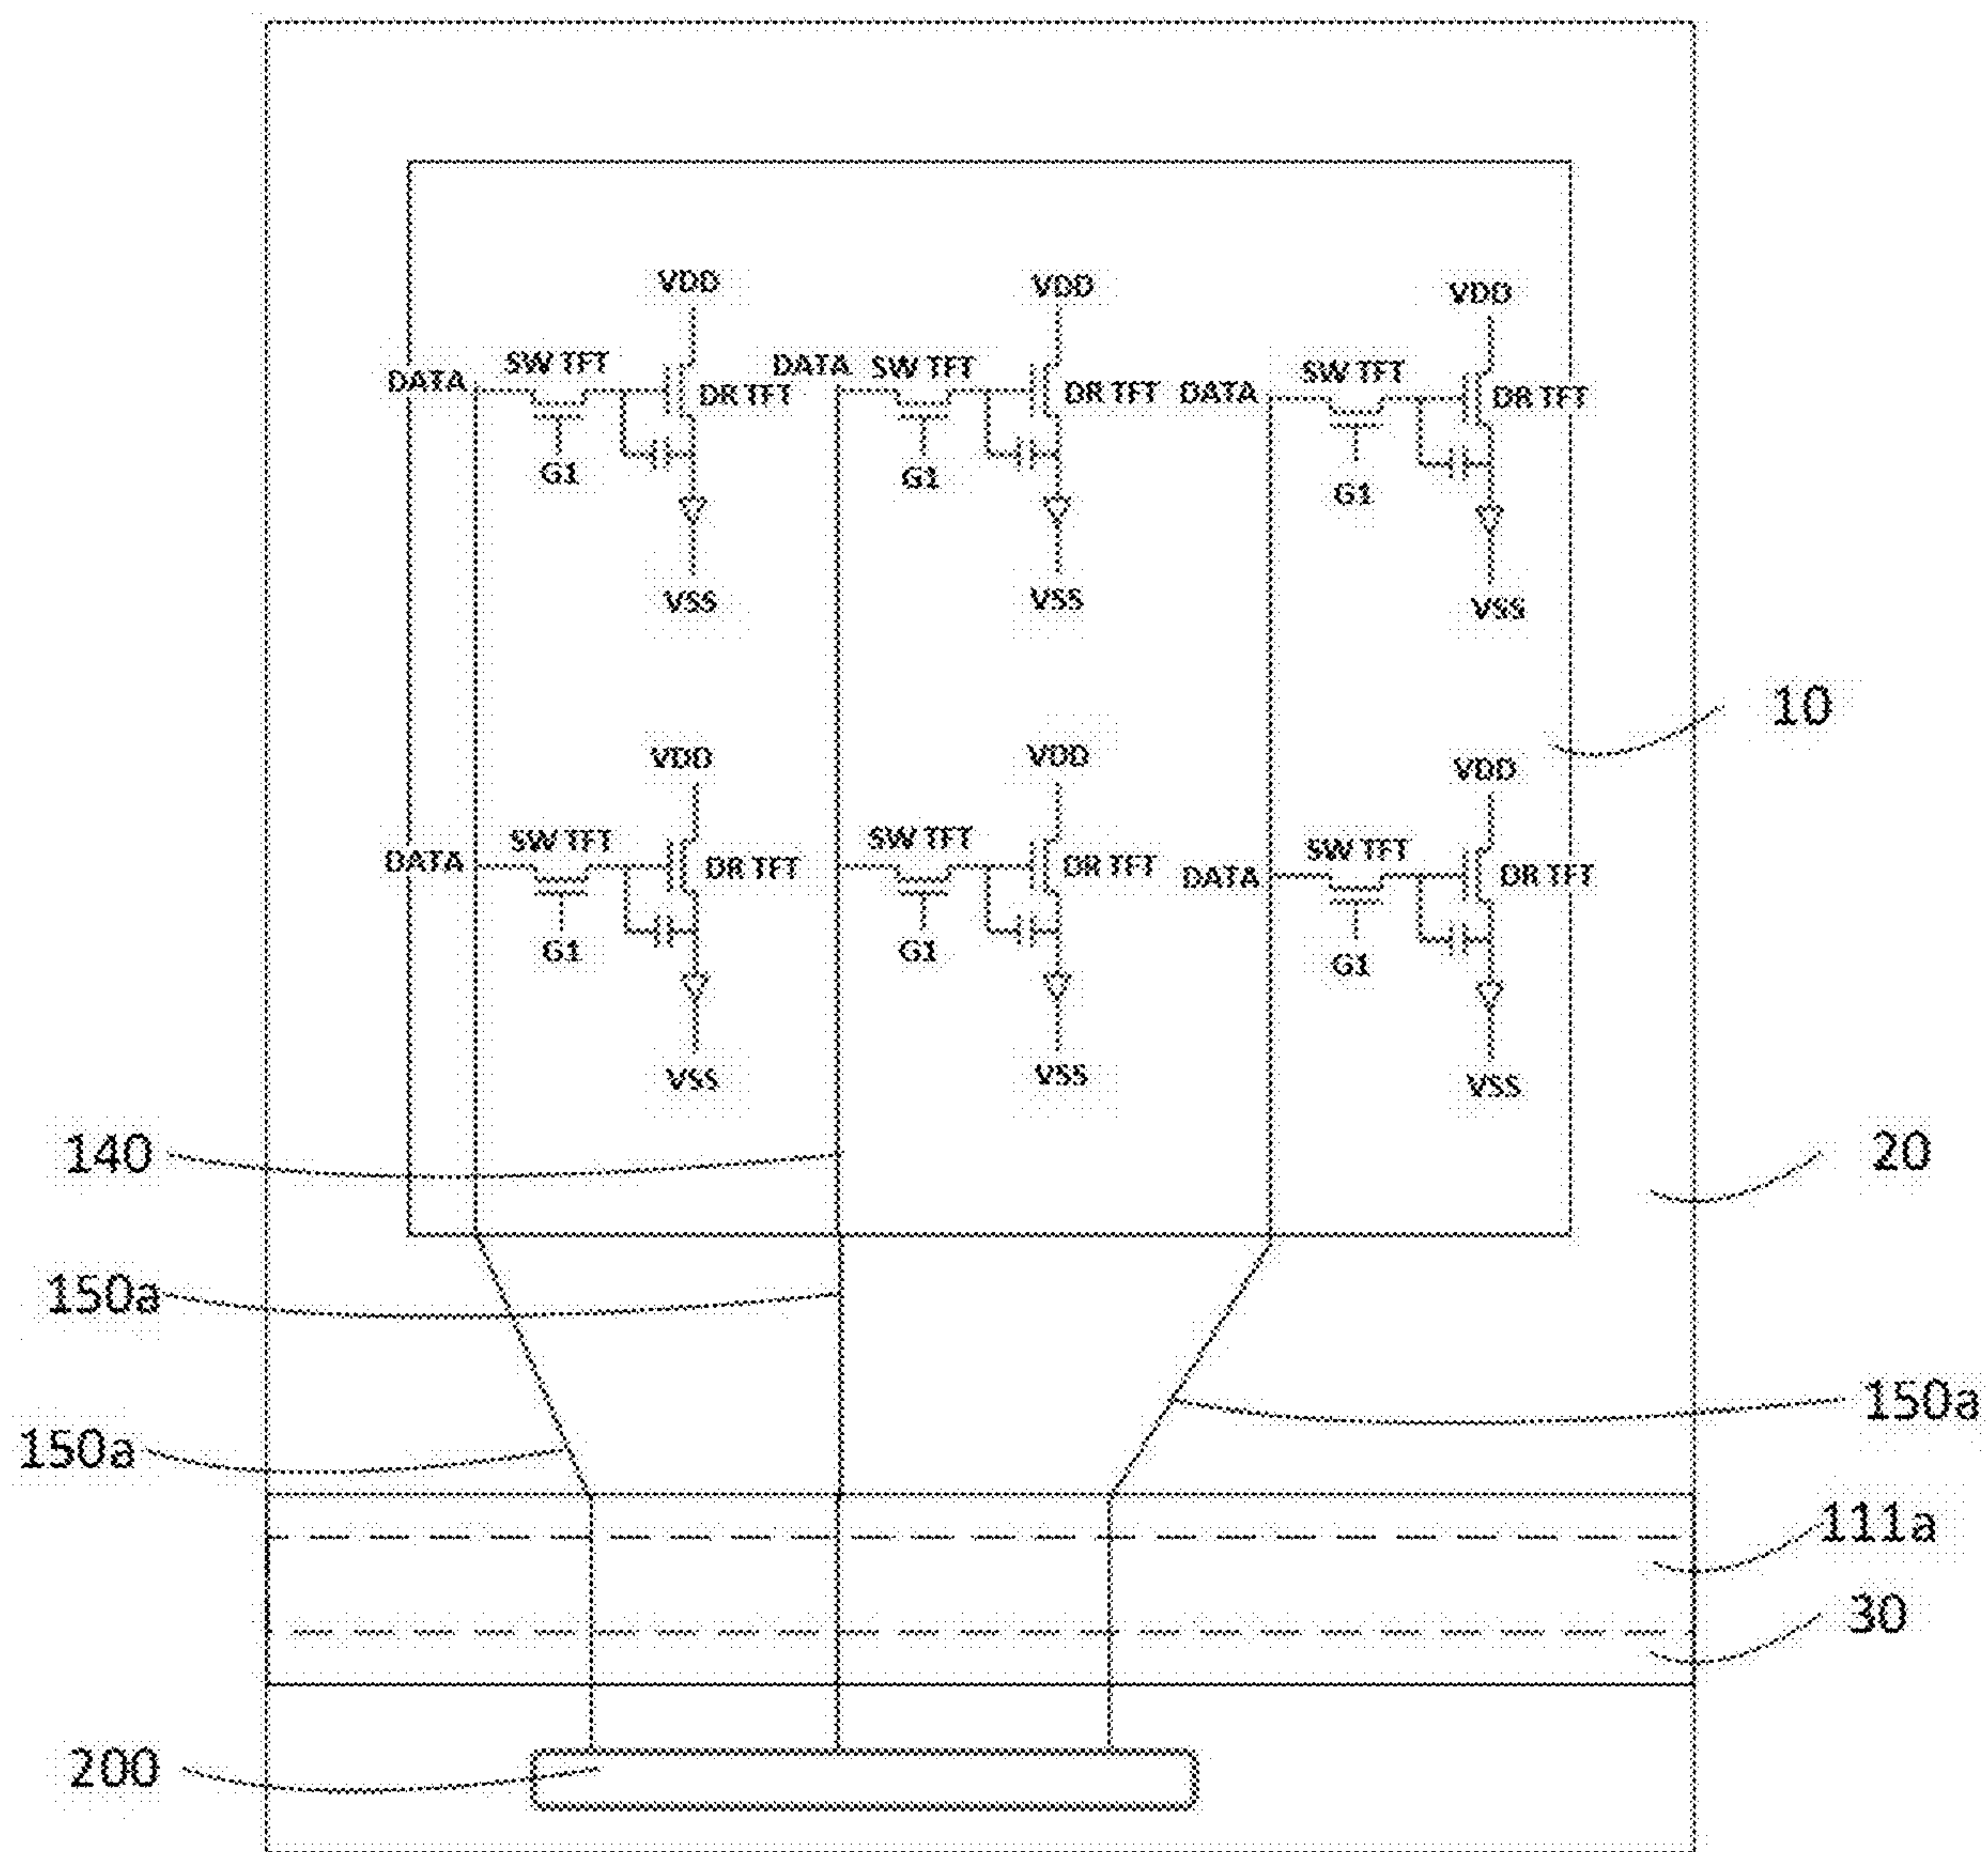 VDD VDD VDD
SW TFT DATA SW TFT SW TFT
DATA DR TFT DR TFT DATA DR TFT
G1 G1 G1
VSS VSS VSS
10
VDD VDD VDD
SW TFT SW TFT SW TFT
DATA DR TFT DR TFT DATA DR TFT
G1 G1 G1
VSS VSS VSS
140 20
150a
150a 150a
111a
30
200